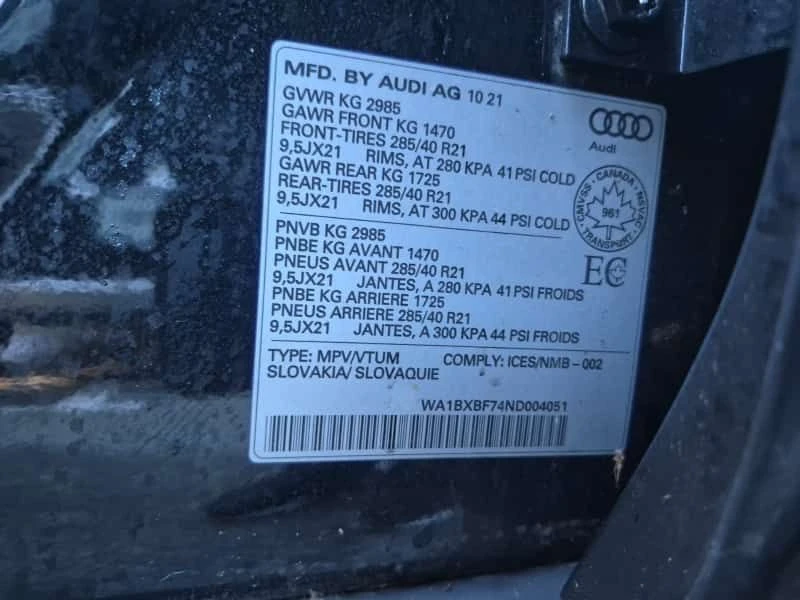 MFD. BY AUDI AG 10 21
GVWR KG 2985
GAWR FRONT KG 1470
FRONT-TIRES 285/40 R21
9,5JX21 RIMS, AT 280 KPA 41 PSI COLD
GAWR REAR KG 1725
REAR-TIRES 285/40 R21
9,5JX21 RIMS, AT 300 KPA 44 PSI COLD
Audi
CMVSS - CANADA - NSVAC
961
TRANSPORT
EC
PNVB KG 2985
PNBE KG AVANT 1470
PNEUS AVANT 285/40 R21
9,5JX21 JANTES, A 280 KPA 41 PSI FROIDS
PNBE KG ARRIERE 1725
PNEUS ARRIERE 285/40 R21
9,5JX21 JANTES, A 300 KPA 44 PSI FROIDS
TYPE: MPV/VTUM COMPLY: ICES/NMB - 002
SLOVAKIA/ SLOVAQUIE
WA1BXBF74ND004051